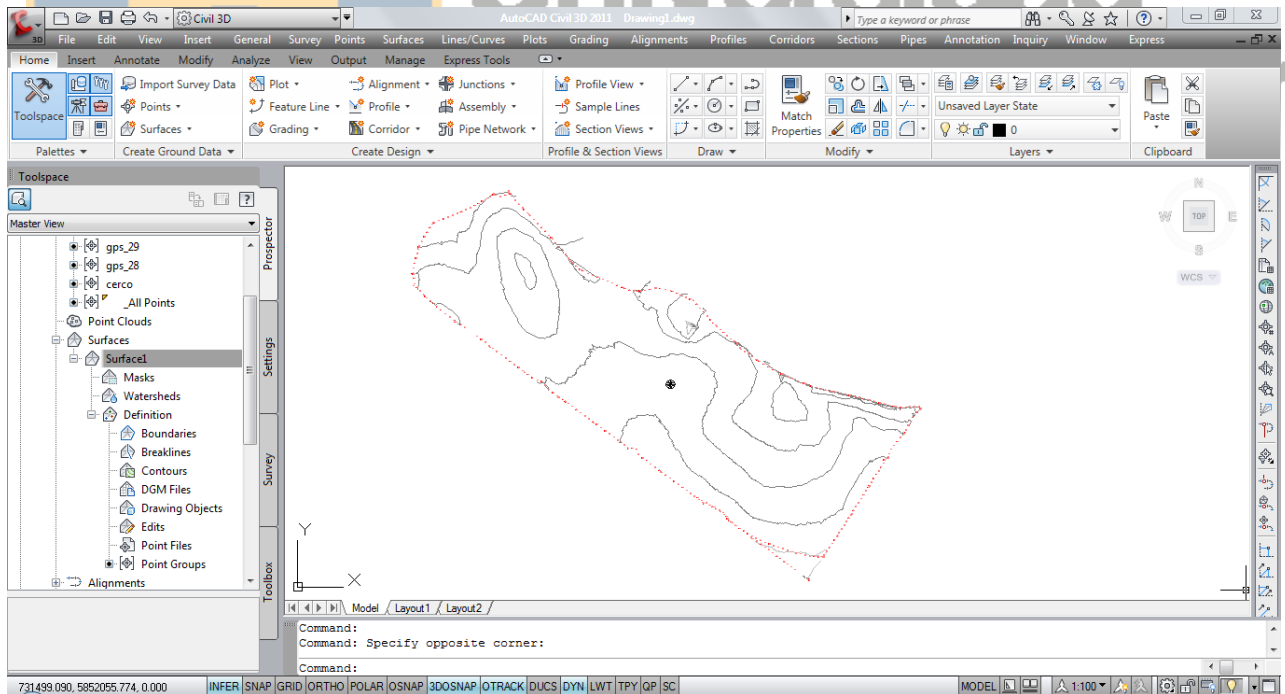 Civil 3D
AutoCAD Civil 3D 2011 Drawing1.dwg
Type a keyword or phrase
3D
File Edit View Insert General Survey Points Surfaces Lines/Curves Plots Grading Alignments Profiles Corridors Sections Pipes Annotation Inquiry Window Express
Home Insert Annotate Modify Analyze View Output Manage Express Tools
Toolspace
Import Survey Data
Points
Surfaces
Plot
Feature Line
Grading
Alignment
Profile
Corridor
Junctions
Assembly
Pipe Network
Profile View
Sample Lines
Section Views
Match Properties
Unsaved Layer State
0
Paste
Palettes
Create Ground Data
Create Design
Profile & Section Views
Draw
Modify
Layers
Clipboard
Toolspace
Master View
gps_29
gps_28
cerco
_All Points
Point Clouds
Surfaces
Surface1
Masks
Watersheds
Definition
Boundaries
Breaklines
Contours
DGM Files
Drawing Objects
Edits
Point Files
Point Groups
Alignments
Prospector
Settings
Survey
Toolbox
N
W TOP E
S
WCS
Y
X
Model Layout1 Layout2
Command:
Command: Specify opposite corner:
Command:
731499.090, 5852055.774, 0.000
INFER SNAP GRID ORTHO POLAR OSNAP 3DOSNAP OTRACK DUCS DYN LWT TPY QP SC
MODEL
1:100